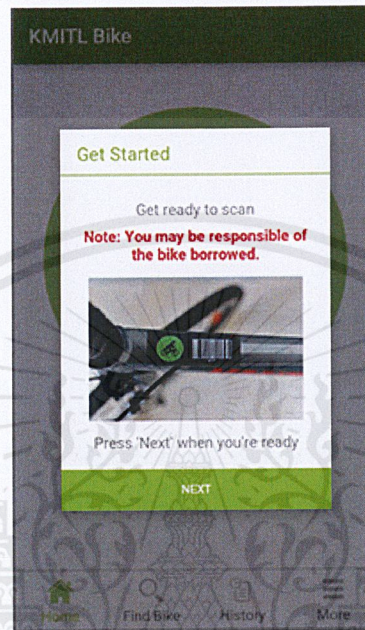 KMITL Bike
Get Started
Get ready to scan
Note: You may be responsible of
the bike borrowed.
Press 'Next' when you're ready
NEXT
Home
Find Bike
History
More